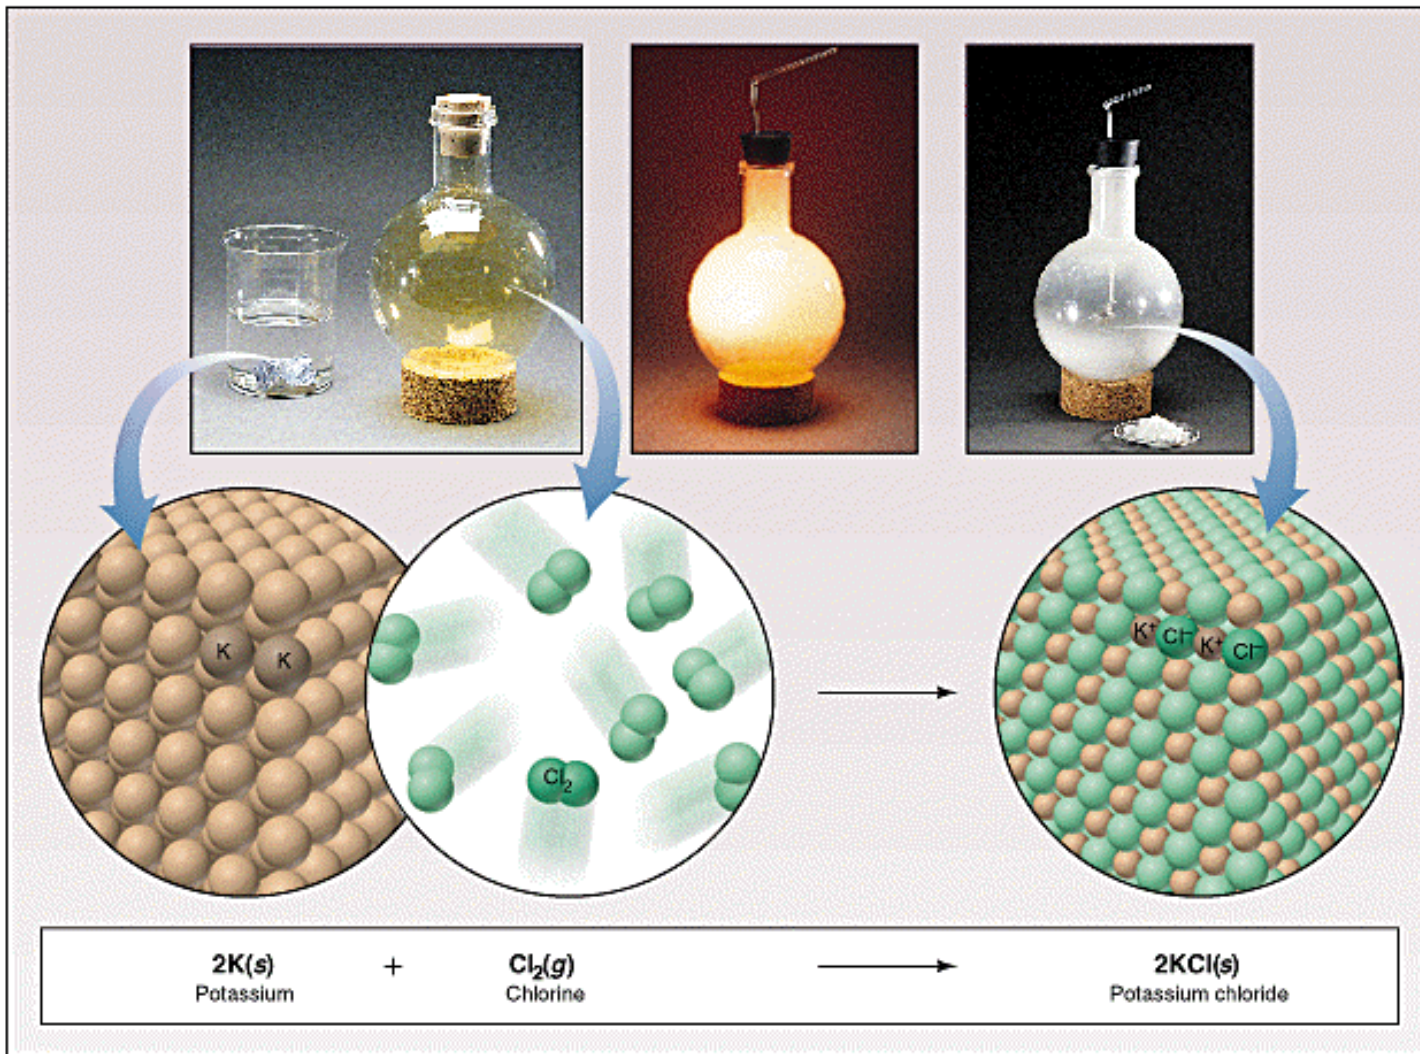 K
K
Cl₂
K⁺ Cl⁻ K⁺ Cl⁻
2K(s) + Cl₂(g) ⟶ 2KCl(s)
Potassium Chlorine Potassium chloride